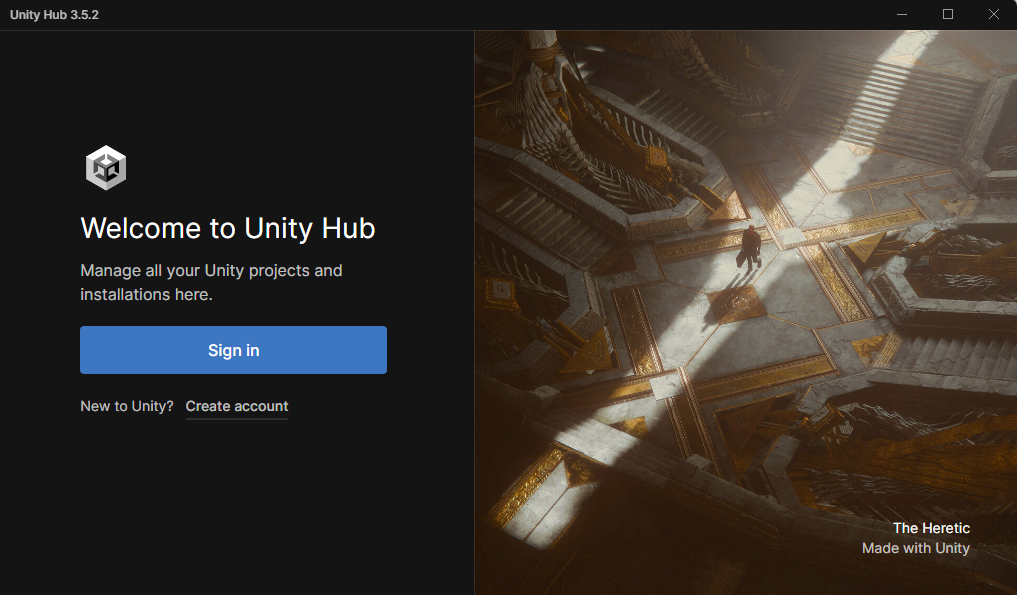 Unity Hub 3.5.2
Welcome to Unity Hub
Manage all your Unity projects and
installations here.
Sign in
New to Unity? Create account
The Heretic
Made with Unity